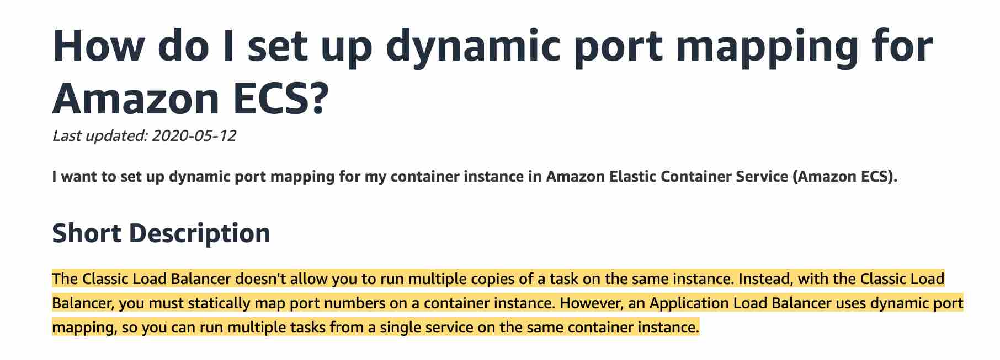 How do I set up dynamic port mapping for
Amazon ECS?
Last updated: 2020-05-12
I want to set up dynamic port mapping for my container instance in Amazon Elastic Container Service (Amazon ECS).
Short Description
The Classic Load Balancer doesn't allow you to run multiple copies of a task on the same instance. Instead, with the Classic Load
Balancer, you must statically map port numbers on a container instance. However, an Application Load Balancer uses dynamic port
mapping, so you can run multiple tasks from a single service on the same container instance.